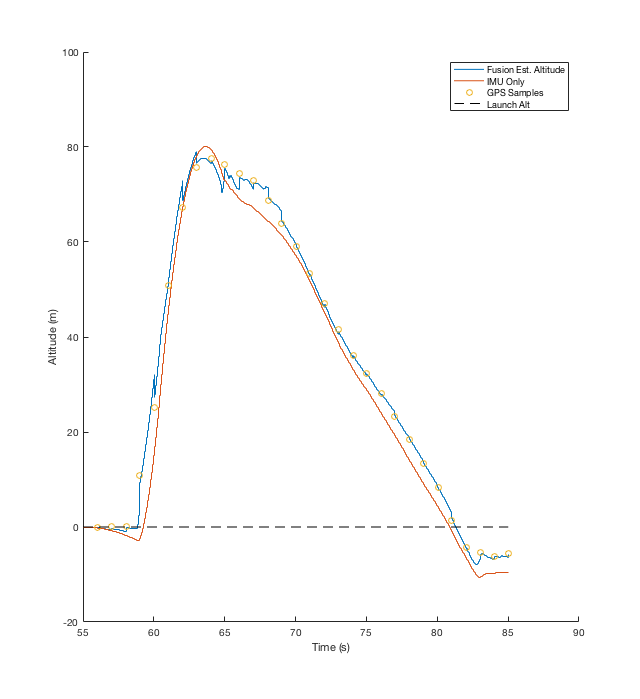 100
80
60
40
20
0
-20
Altitude (m)
Fusion Est. Altitude
IMU Only
GPS Samples
Launch Alt
55 60 65 70 75 80 85 90
Time (s)